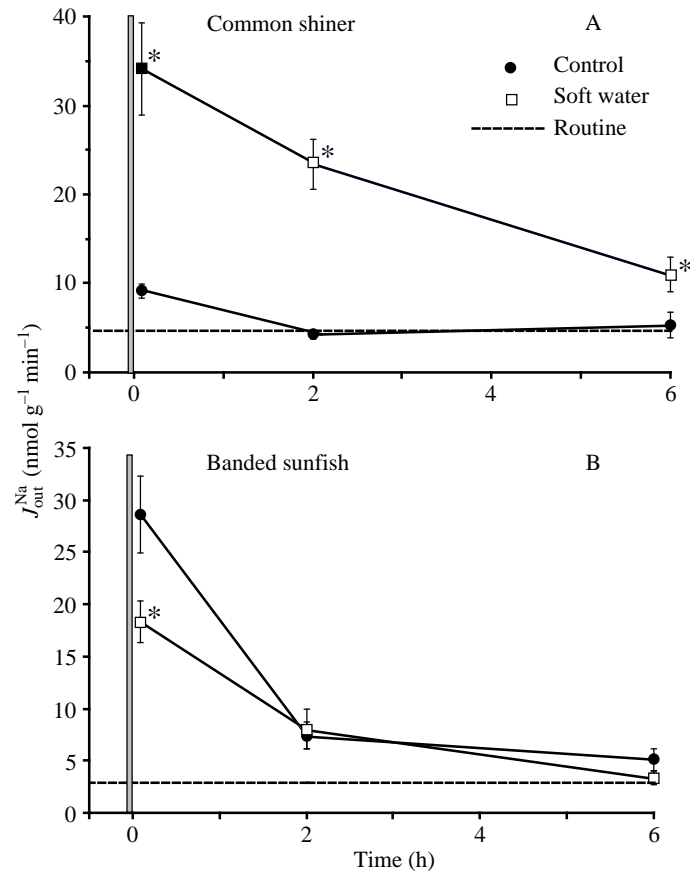 Common shiner A
Control
Soft water
Routine
40
30
20
10
0
*
*
*
0 2 4 6
J_out^Na (nmol g⁻¹ min⁻¹)
Banded sunfish B
35
30
25
20
15
10
5
0
*
0 2 4 6
Time (h)